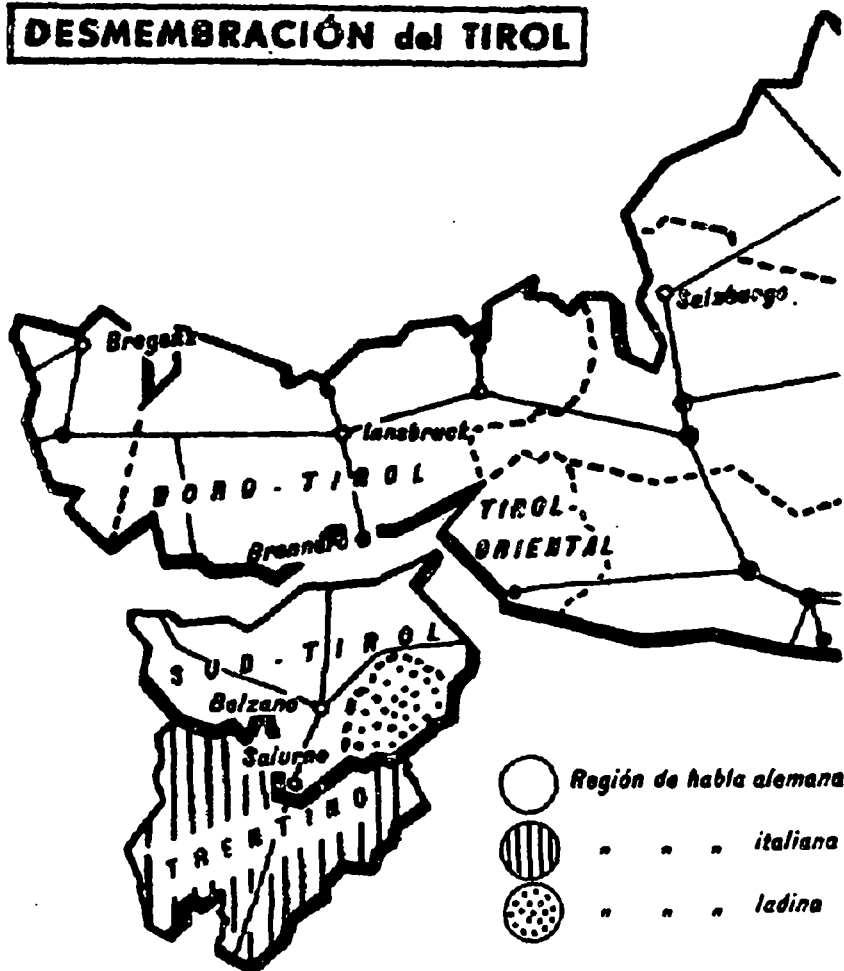 DESMEMBRACIÓN del TIROL
Salzburgo.
Bregenz
Innsbruck
NORD-TIROL
TIROL-
ORIENTAL
Brennero
SUD-TIROL
Bolzano
Salurno
TRENTINO
Región de habla alemana
" " " italiana
" " " ladina